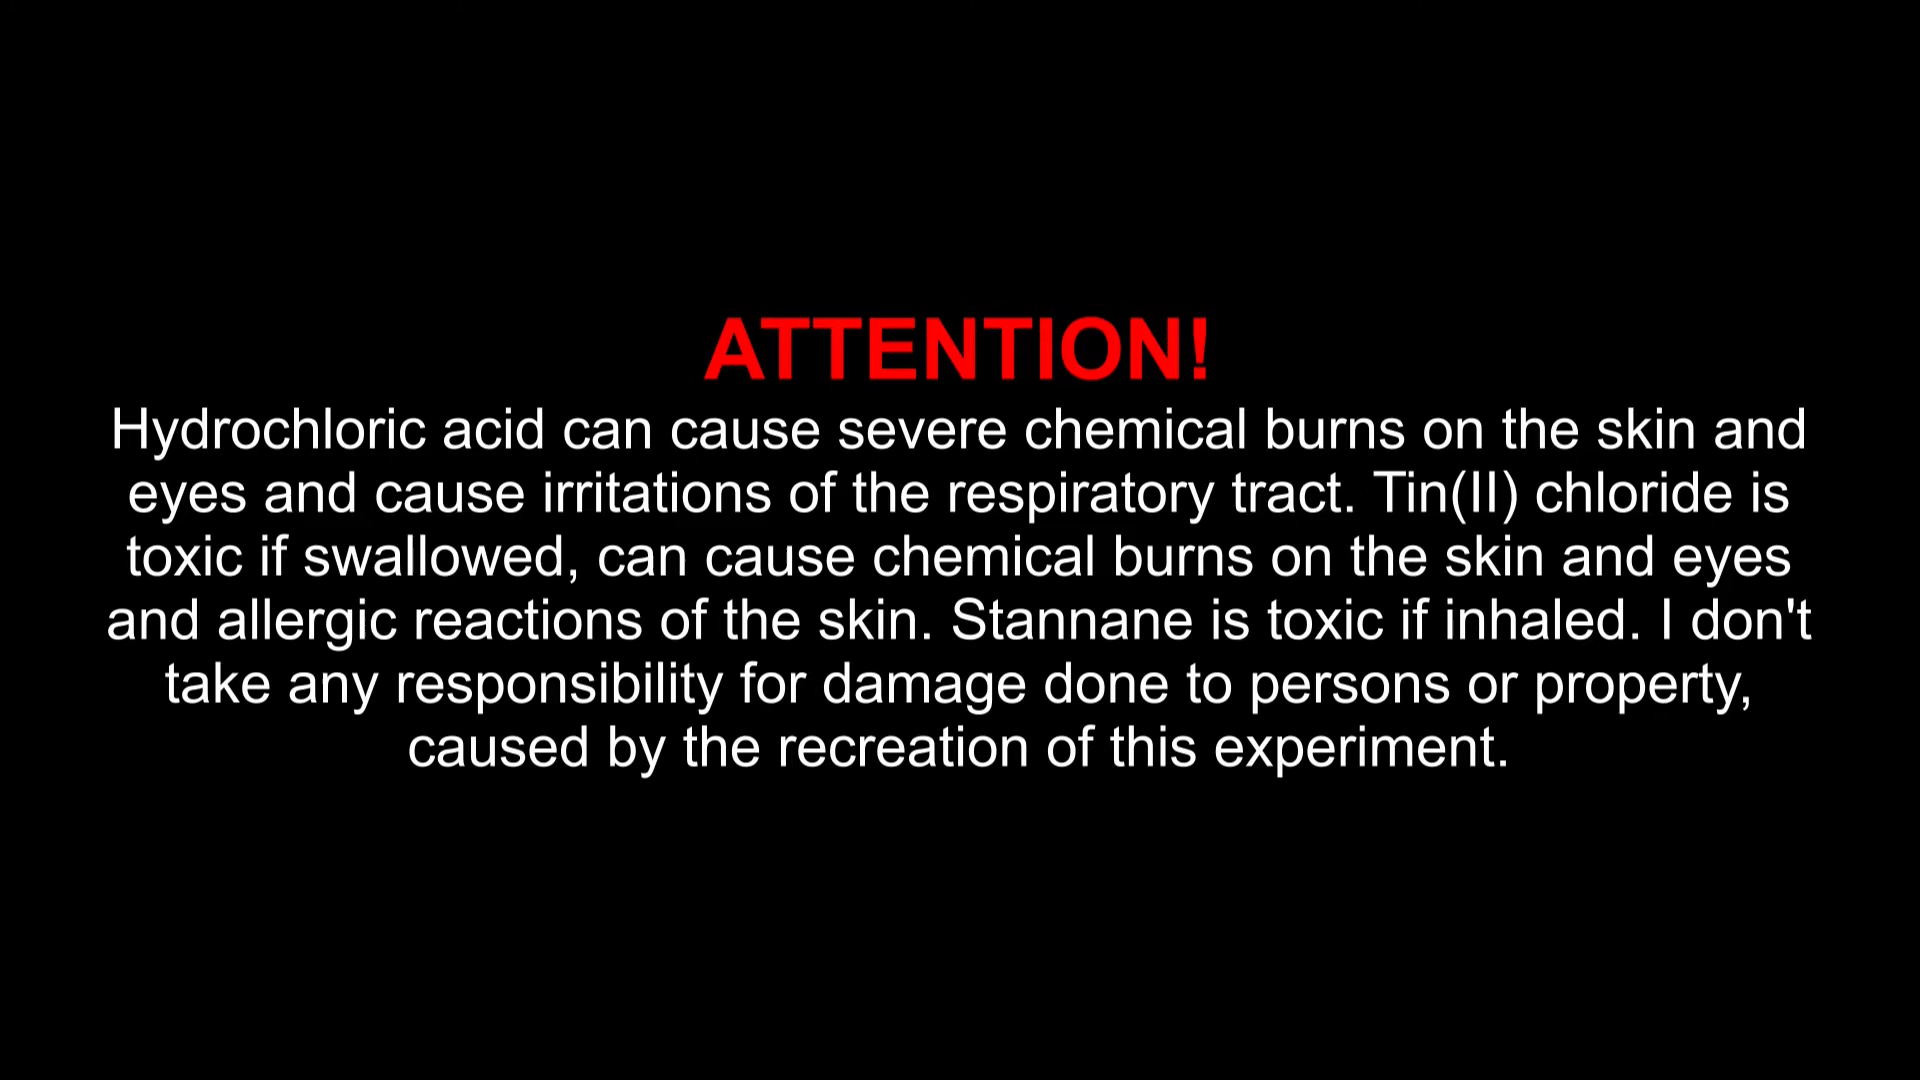 ATTENTION!
Hydrochloric acid can cause severe chemical burns on the skin and
eyes and cause irritations of the respiratory tract. Tin(II) chloride is
toxic if swallowed, can cause chemical burns on the skin and eyes
and allergic reactions of the skin. Stannane is toxic if inhaled. I don't
take any responsibility for damage done to persons or property,
caused by the recreation of this experiment.